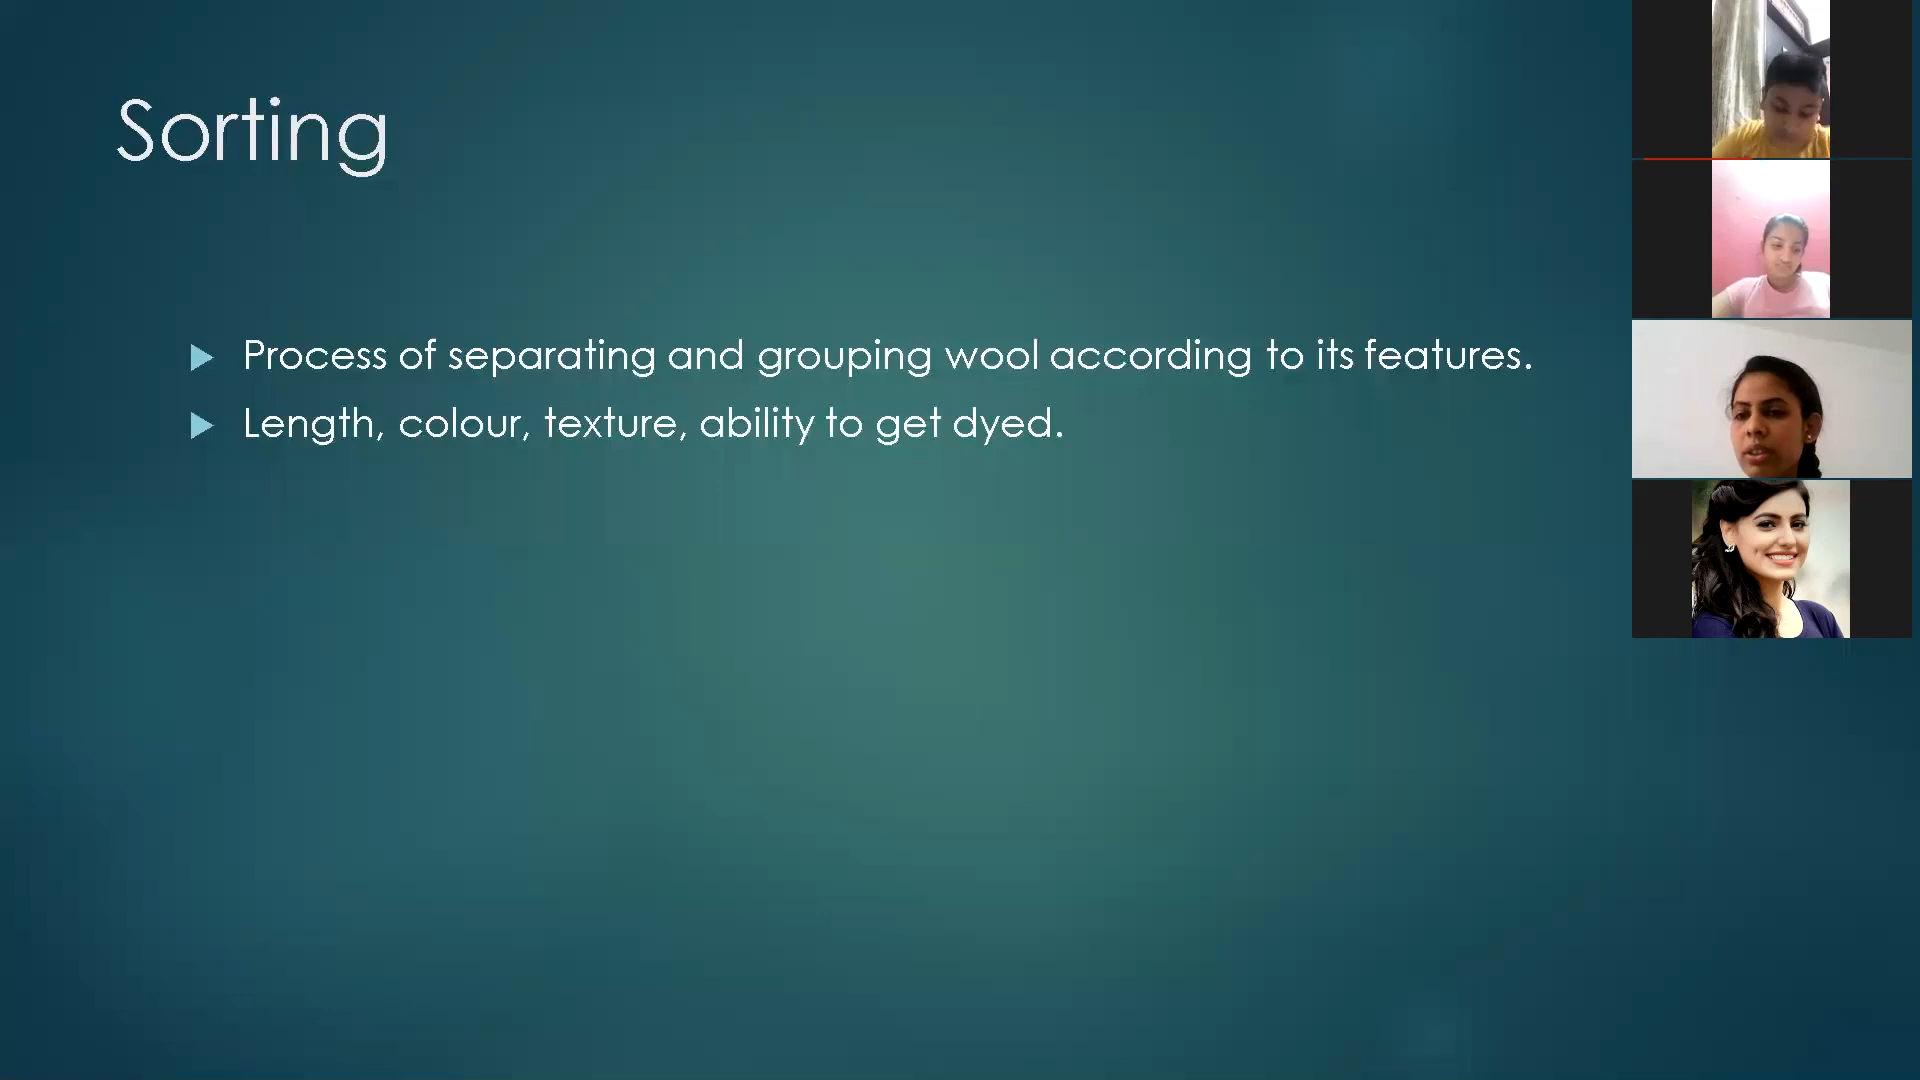 Sorting
Process of separating and grouping wool according to its features.
Length, colour, texture, ability to get dyed.